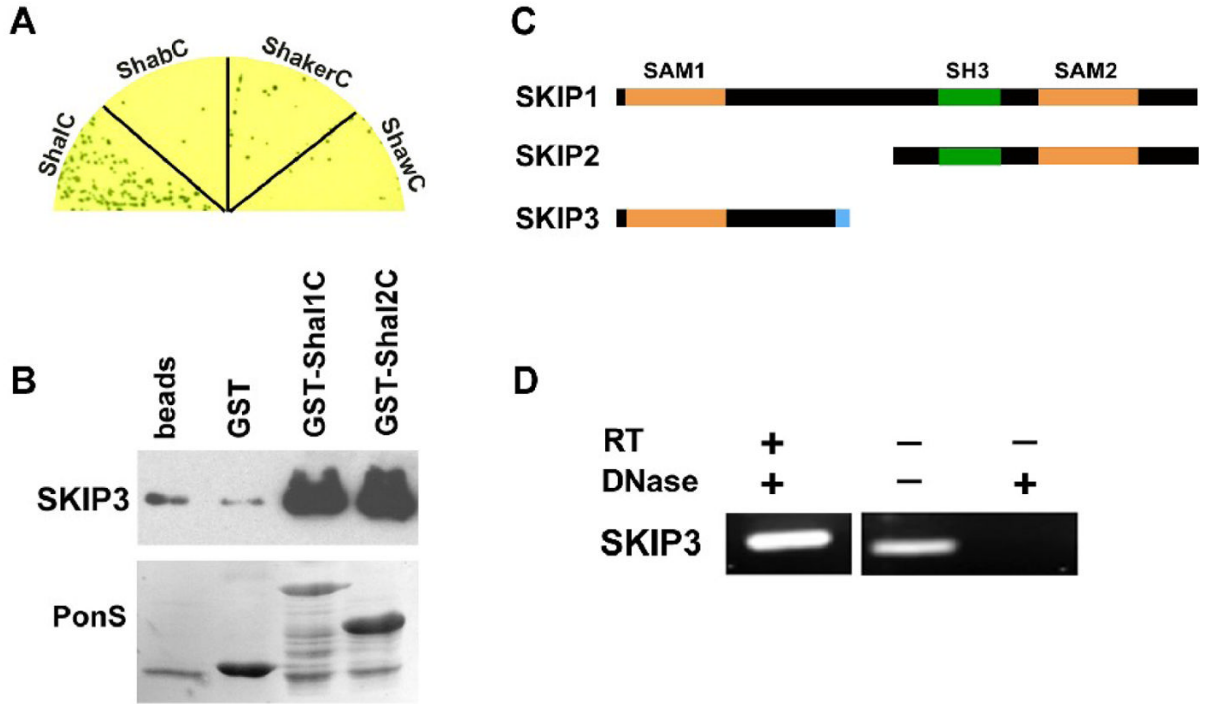 A
ShalC
ShabC
ShakerC
ShawC
B
beads
GST
GST-Shal1C
GST-Shal2C
SKIP3
PonS
C
SAM1 SH3 SAM2
SKIP1
SKIP2
SKIP3
D
RT + – –
DNase + – +
SKIP3